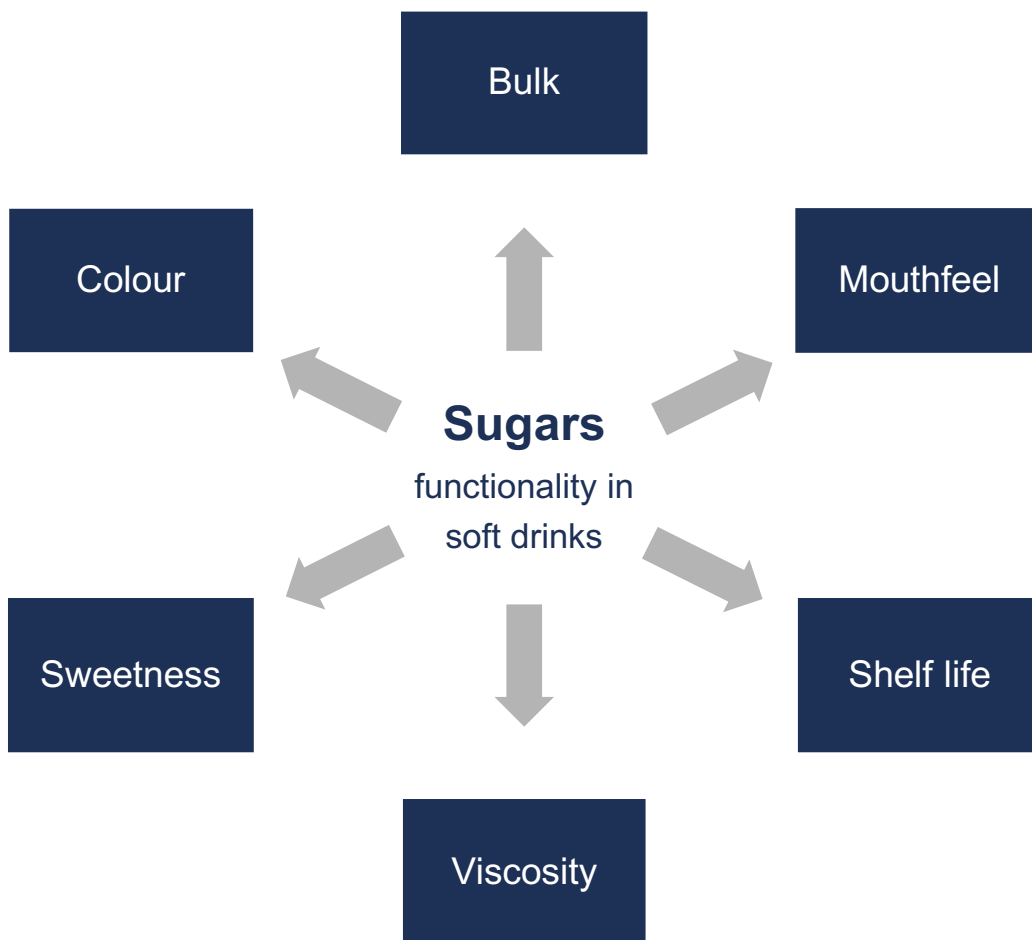 Bulk
Colour
Mouthfeel
Sugars
functionality in
soft drinks
Sweetness
Shelf life
Viscosity